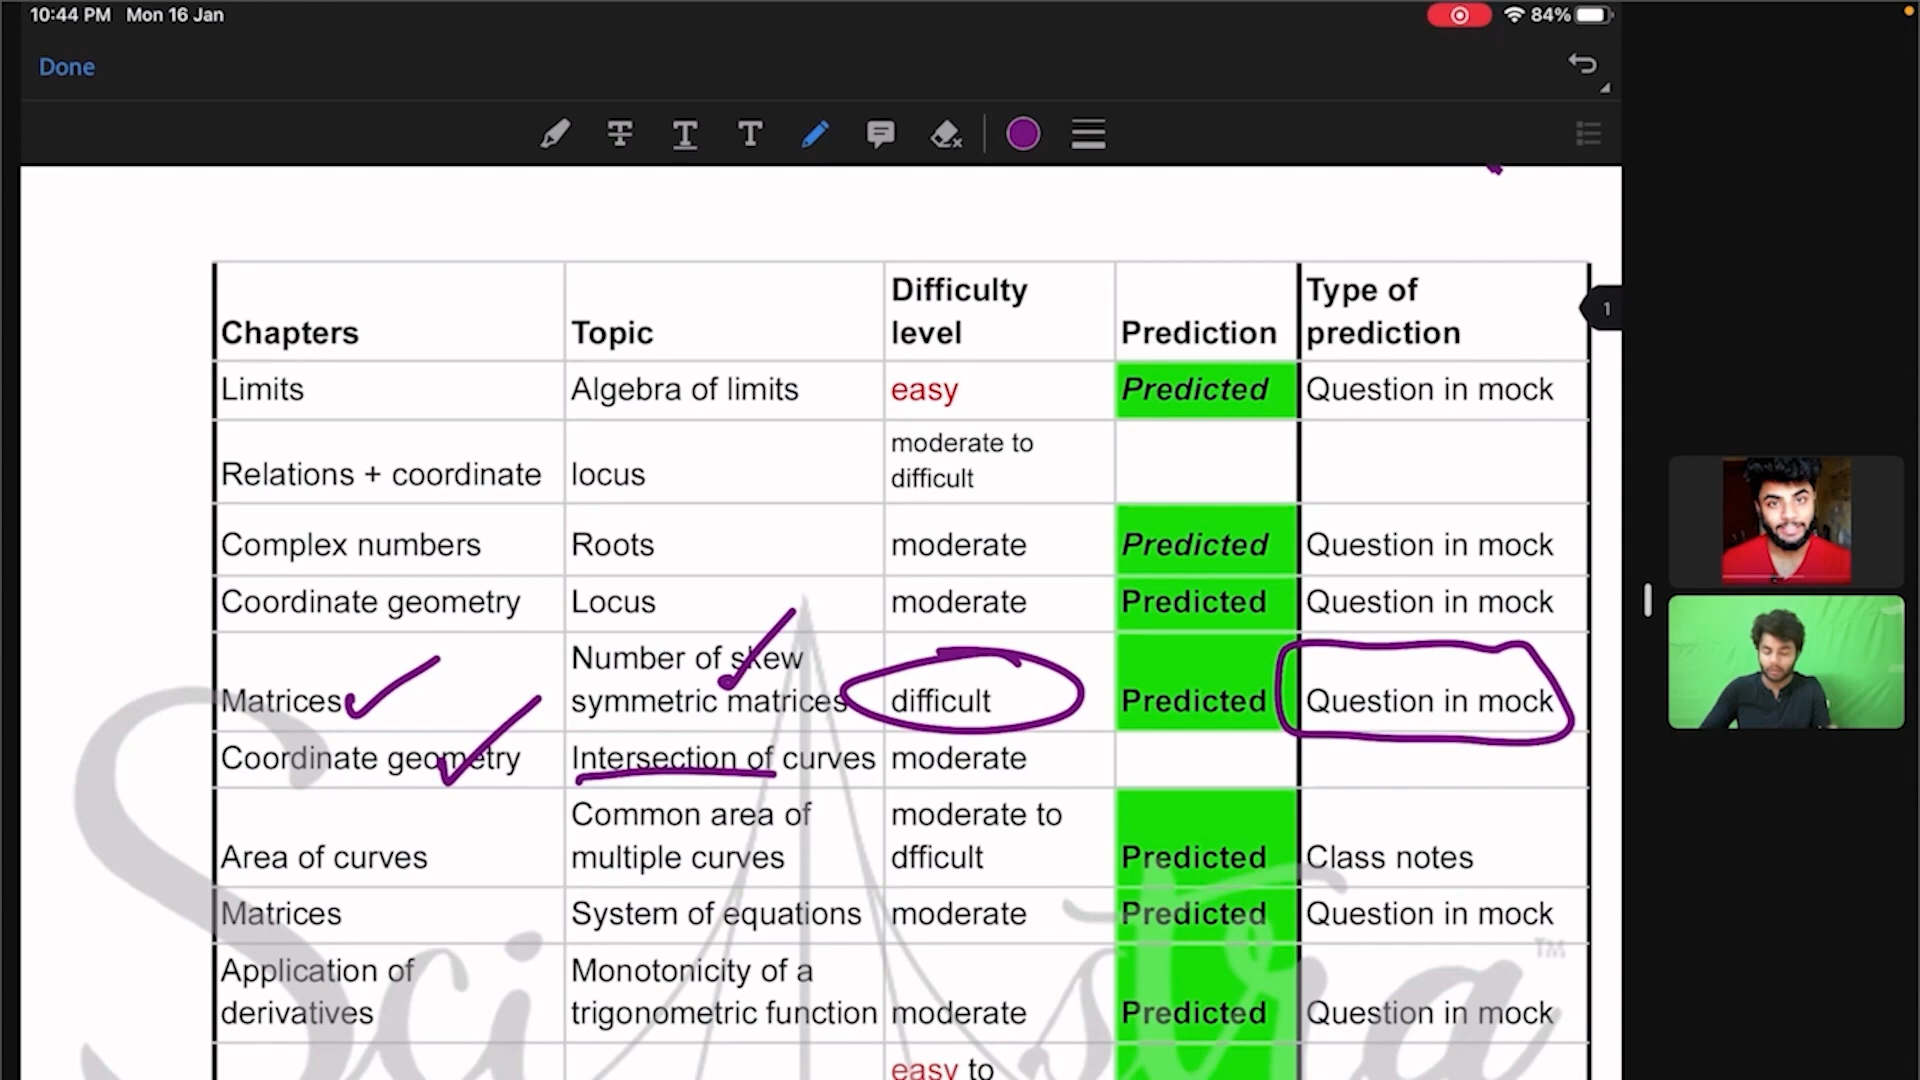 10:44 PM Mon 16 Jan
84%
Done
1
Chapters
Topic
Difficulty
level
Prediction
Type of
prediction
Limits
Algebra of limits
easy
Predicted
Question in mock
Relations + coordinate
locus
moderate to
difficult
Complex numbers
Roots
moderate
Predicted
Question in mock
Coordinate geometry
Locus
moderate
Predicted
Question in mock
Matrices
Number of skew
symmetric matrices
difficult
Predicted
Question in mock
Coordinate geometry
Intersection of curves
moderate
Area of curves
Common area of
multiple curves
moderate to
dfficult
Predicted
Class notes
Matrices
System of equations
moderate
Predicted
Question in mock
Application of
derivatives
Monotonicity of a
trigonometric function
moderate
Predicted
Question in mock
easy to
SciAstra
TM